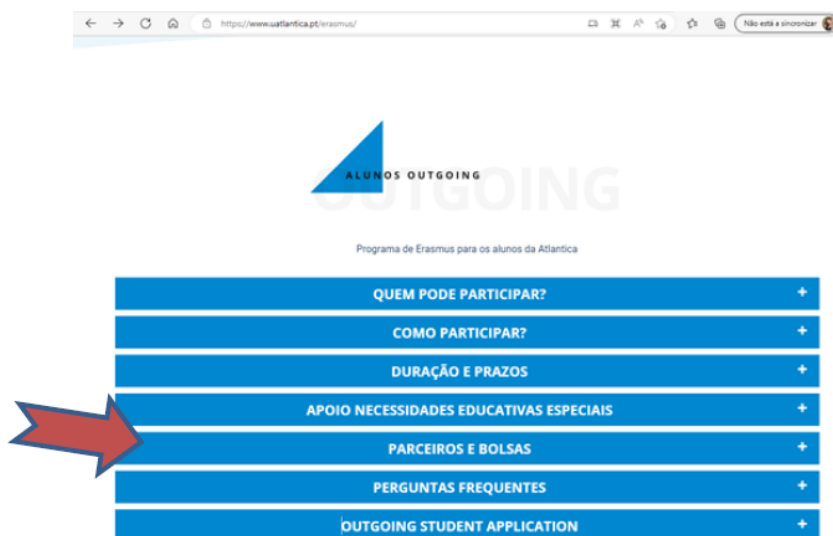 https://www.uatlantica.pt/erasmus/
Não está a sincronizar
OUTGOING
ALUNOS OUTGOING
Programa de Erasmus para os alunos da Atlantica
QUEM PODE PARTICIPAR? +
COMO PARTICIPAR? +
DURAÇÃO E PRAZOS +
APOIO NECESSIDADES EDUCATIVAS ESPECIAIS +
PARCEIROS E BOLSAS +
PERGUNTAS FREQUENTES +
OUTGOING STUDENT APPLICATION +